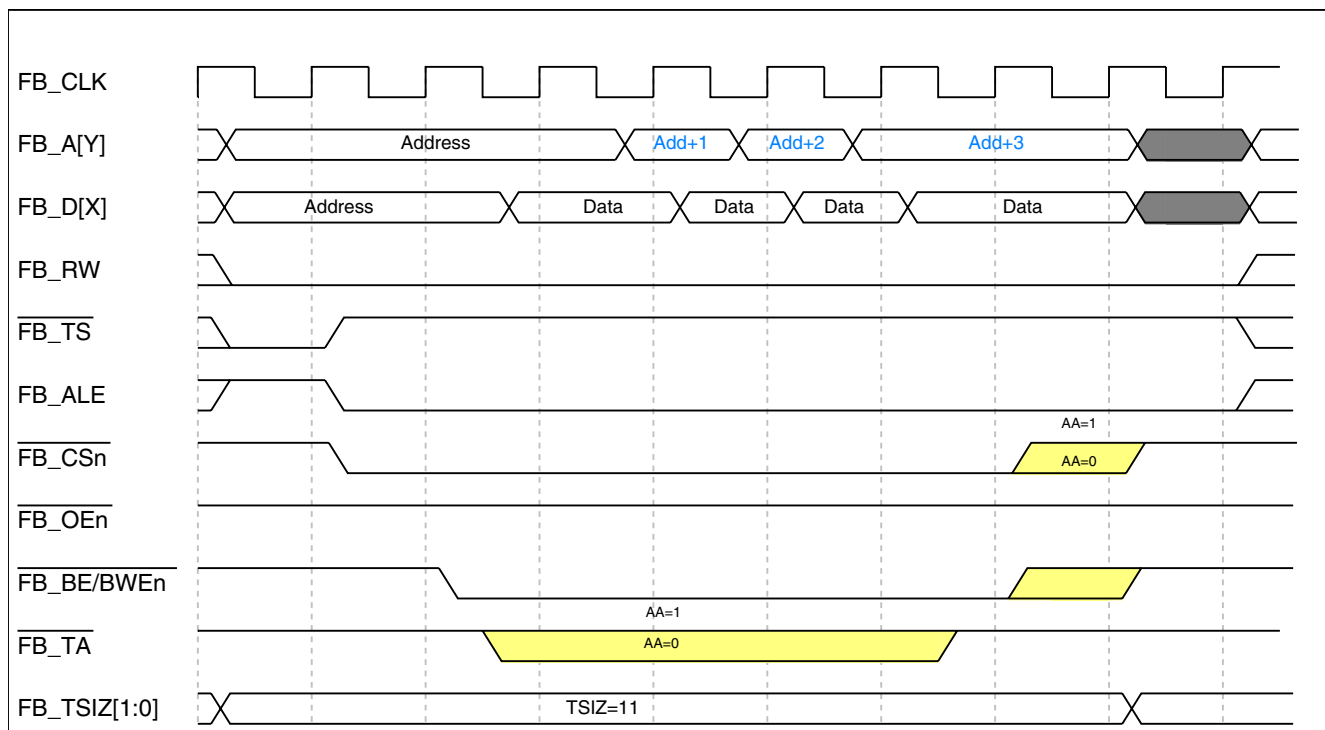 FB_CLK
FB_A[Y] Address Add+1 Add+2 Add+3
FB_D[X] Address Data Data Data Data
FB_RW
FB_TS
FB_ALE
AA=1
FB_CSn AA=0
FB_OEn
FB_BE/BWEn
AA=1
FB_TA AA=0
FB_TSIZ[1:0] TSIZ=11